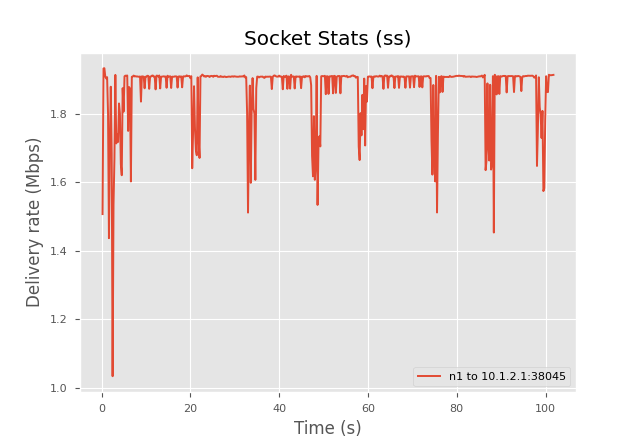 Socket Stats (ss)
Delivery rate (Mbps)
1.8
1.6
1.4
1.2
1.0
n1 to 10.1.2.1:38045
0 20 40 60 80 100
Time (s)